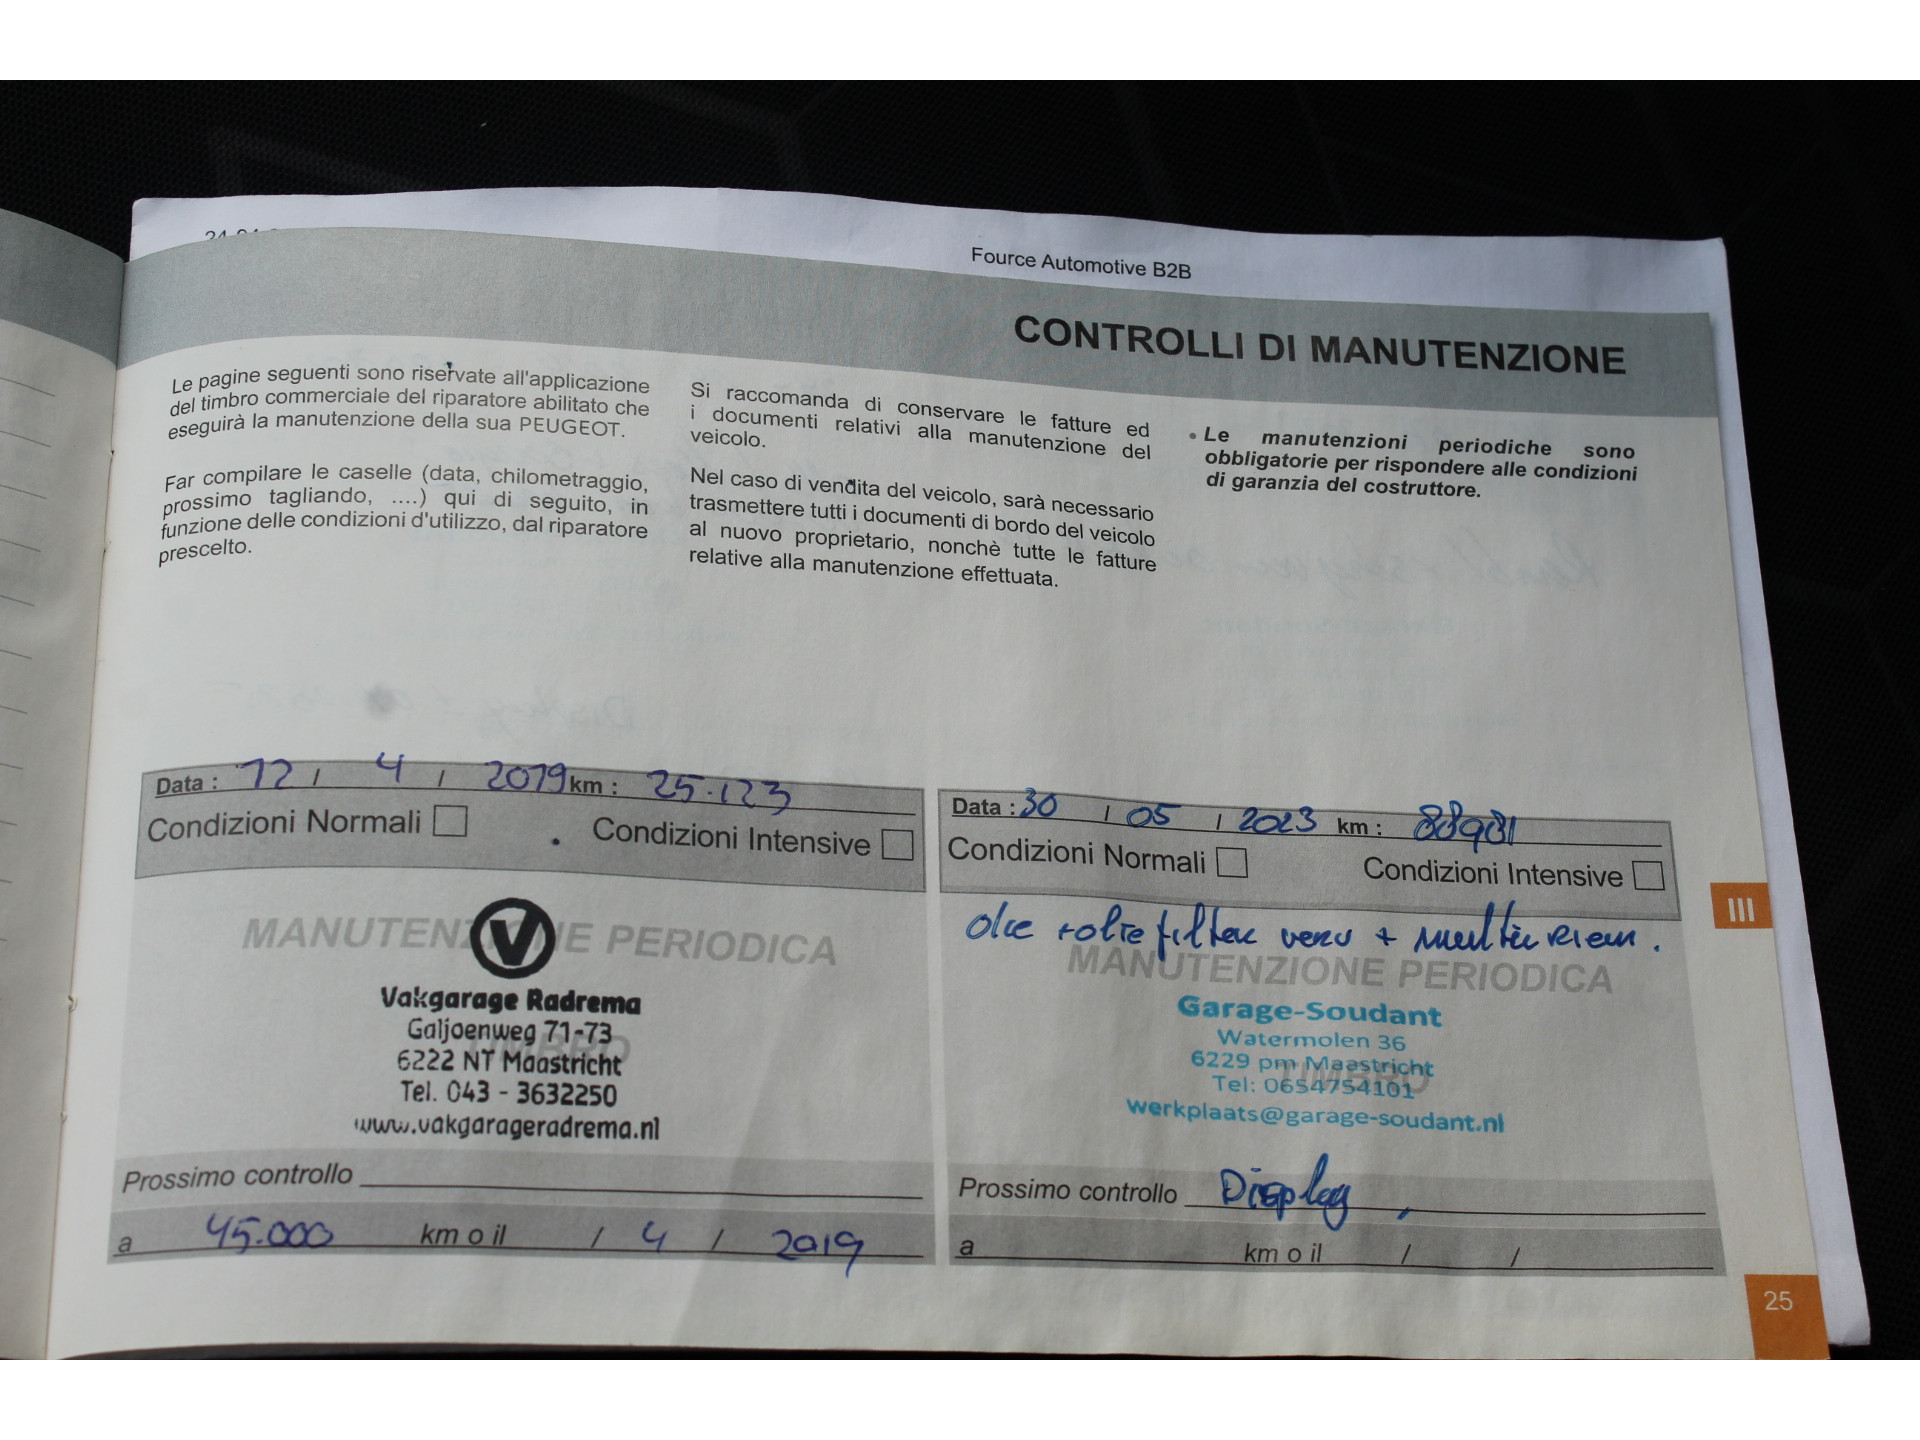 Fource Automotive B2B
CONTROLLI DI MANUTENZIONE
Le pagine seguenti sono riservate all'applicazione
del timbro commerciale del riparatore abilitato che
eseguirà la manutenzione della sua PEUGEOT.
Far compilare le caselle (data, chilometraggio,
prossimo tagliando, ....) qui di seguito, in
funzione delle condizioni d'utilizzo, dal riparatore
prescelto.
Si raccomanda di conservare le fatture ed
i documenti relativi alla manutenzione del
veicolo.
Nel caso di vendita del veicolo, sarà necessario
trasmettere tutti i documenti di bordo del veicolo
al nuovo proprietario, nonchè tutte le fatture
relative alla manutenzione effettuata.
• Le manutenzioni periodiche sono
obbligatorie per rispondere alle condizioni
di garanzia del costruttore.
Data : 12 / 4 / 2019 km : 25.123
Condizioni Normali Condizioni Intensive
MANUTENZIONE PERIODICA
TIMBRO
Vakgarage Radrema
Galjoenweg 71-73
6222 NT Maastricht
Tel. 043 - 3632250
www.vakgarageradrema.nl
Prossimo controllo
a 45.000 km o il / 4 / 2019
Data : 30 / 05 / 2023 km :
Condizioni Normali Condizioni Intensive
olie + olie filter verv + multi riem.
MANUTENZIONE PERIODICA
TIMBRO
Garage-Soudant
Watermolen 36
6229 pm Maastricht
Tel: 0654754101
werkplaats@garage-soudant.nl
Prossimo controllo Display
a km o il / /
III
25